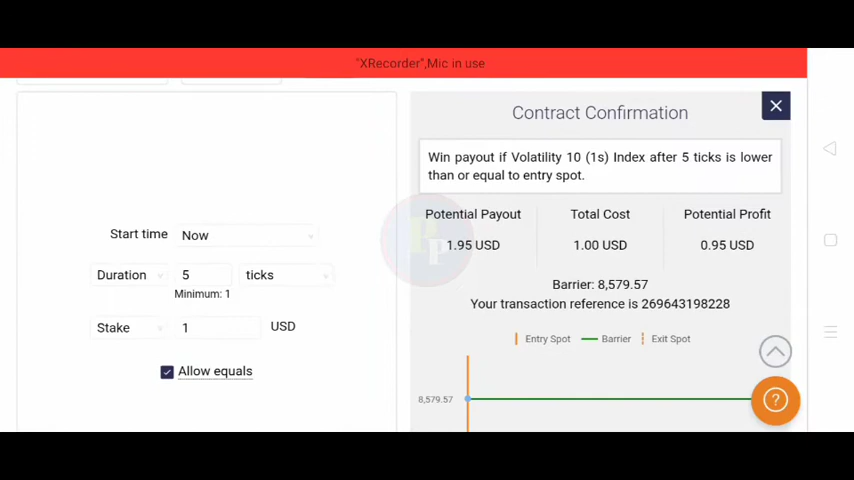 "XRecorder",Mic in use
Contract Confirmation
Win payout if Volatility 10 (1s) Index after 5 ticks is lower
than or equal to entry spot.
Potential Payout Total Cost Potential Profit
1.95 USD 1.00 USD 0.95 USD
Barrier: 8,579.57
Your transaction reference is 269643198228
Entry Spot Barrier Exit Spot
8,579.57
Start time Now
Duration 5 ticks
Minimum: 1
Stake 1 USD
Allow equals
?